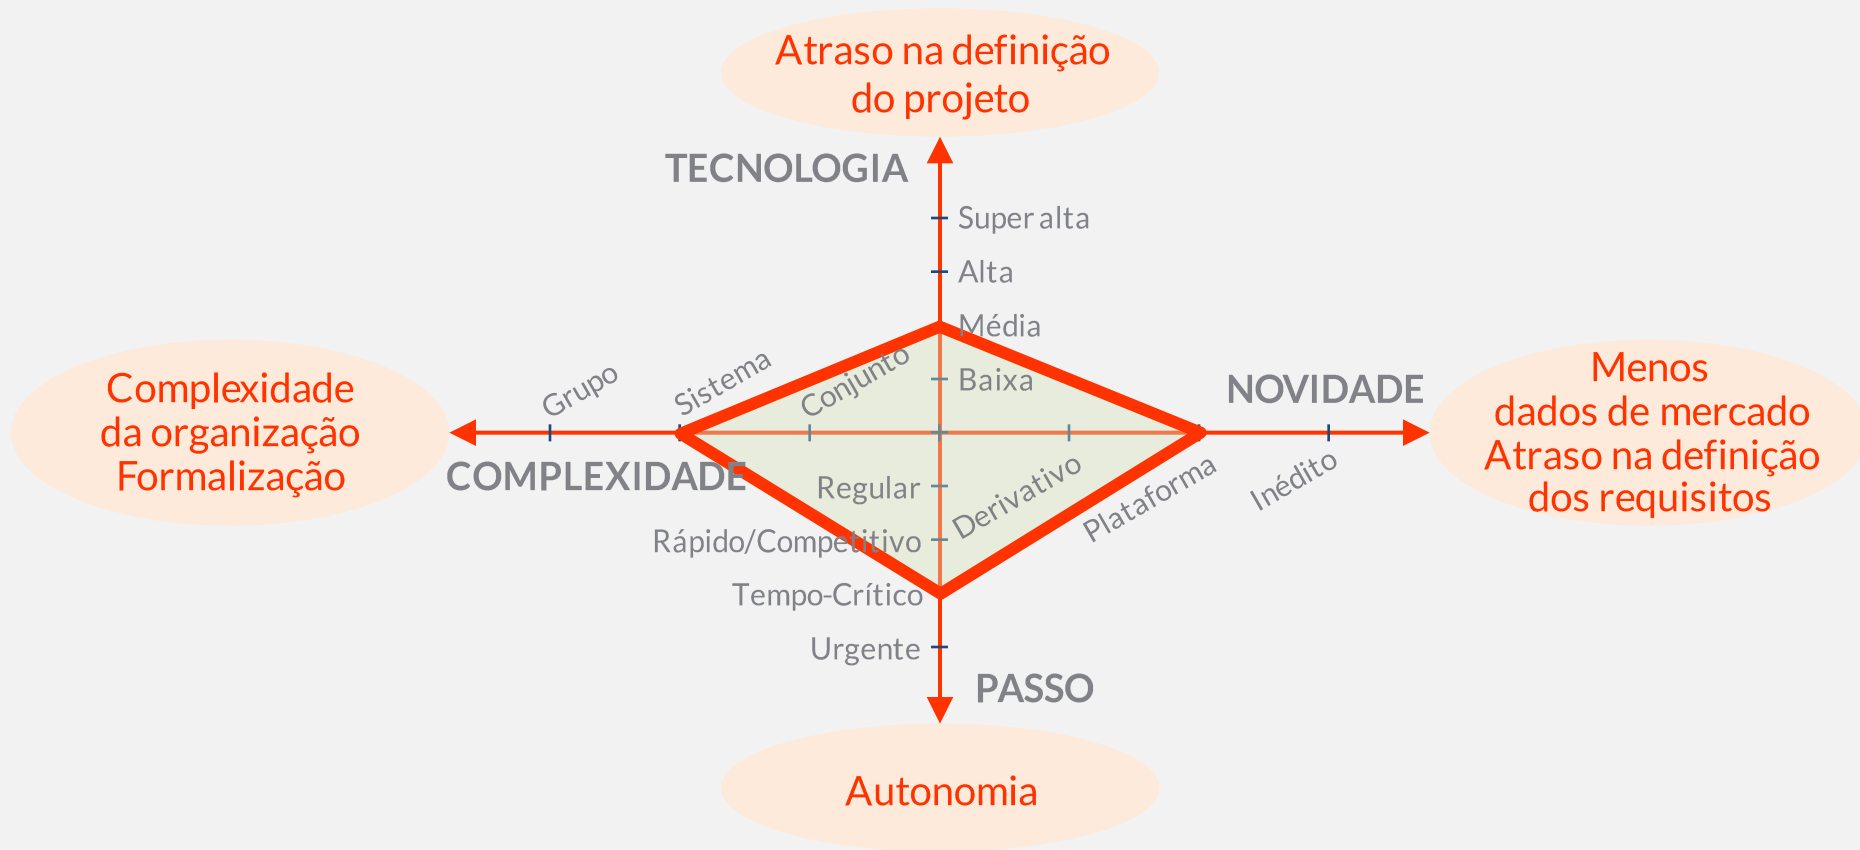 Atraso na definição
do projeto
TECNOLOGIA
Super alta
Alta
Média
Baixa
Grupo
Sistema
Conjunto
NOVIDADE
Complexidade
da organização
Formalização
Menos
dados de mercado
Atraso na definição
dos requisitos
COMPLEXIDADE
Regular
Derivativo
Plataforma
Inédito
Rápido/Competitivo
Tempo-Crítico
Urgente
PASSO
Autonomia